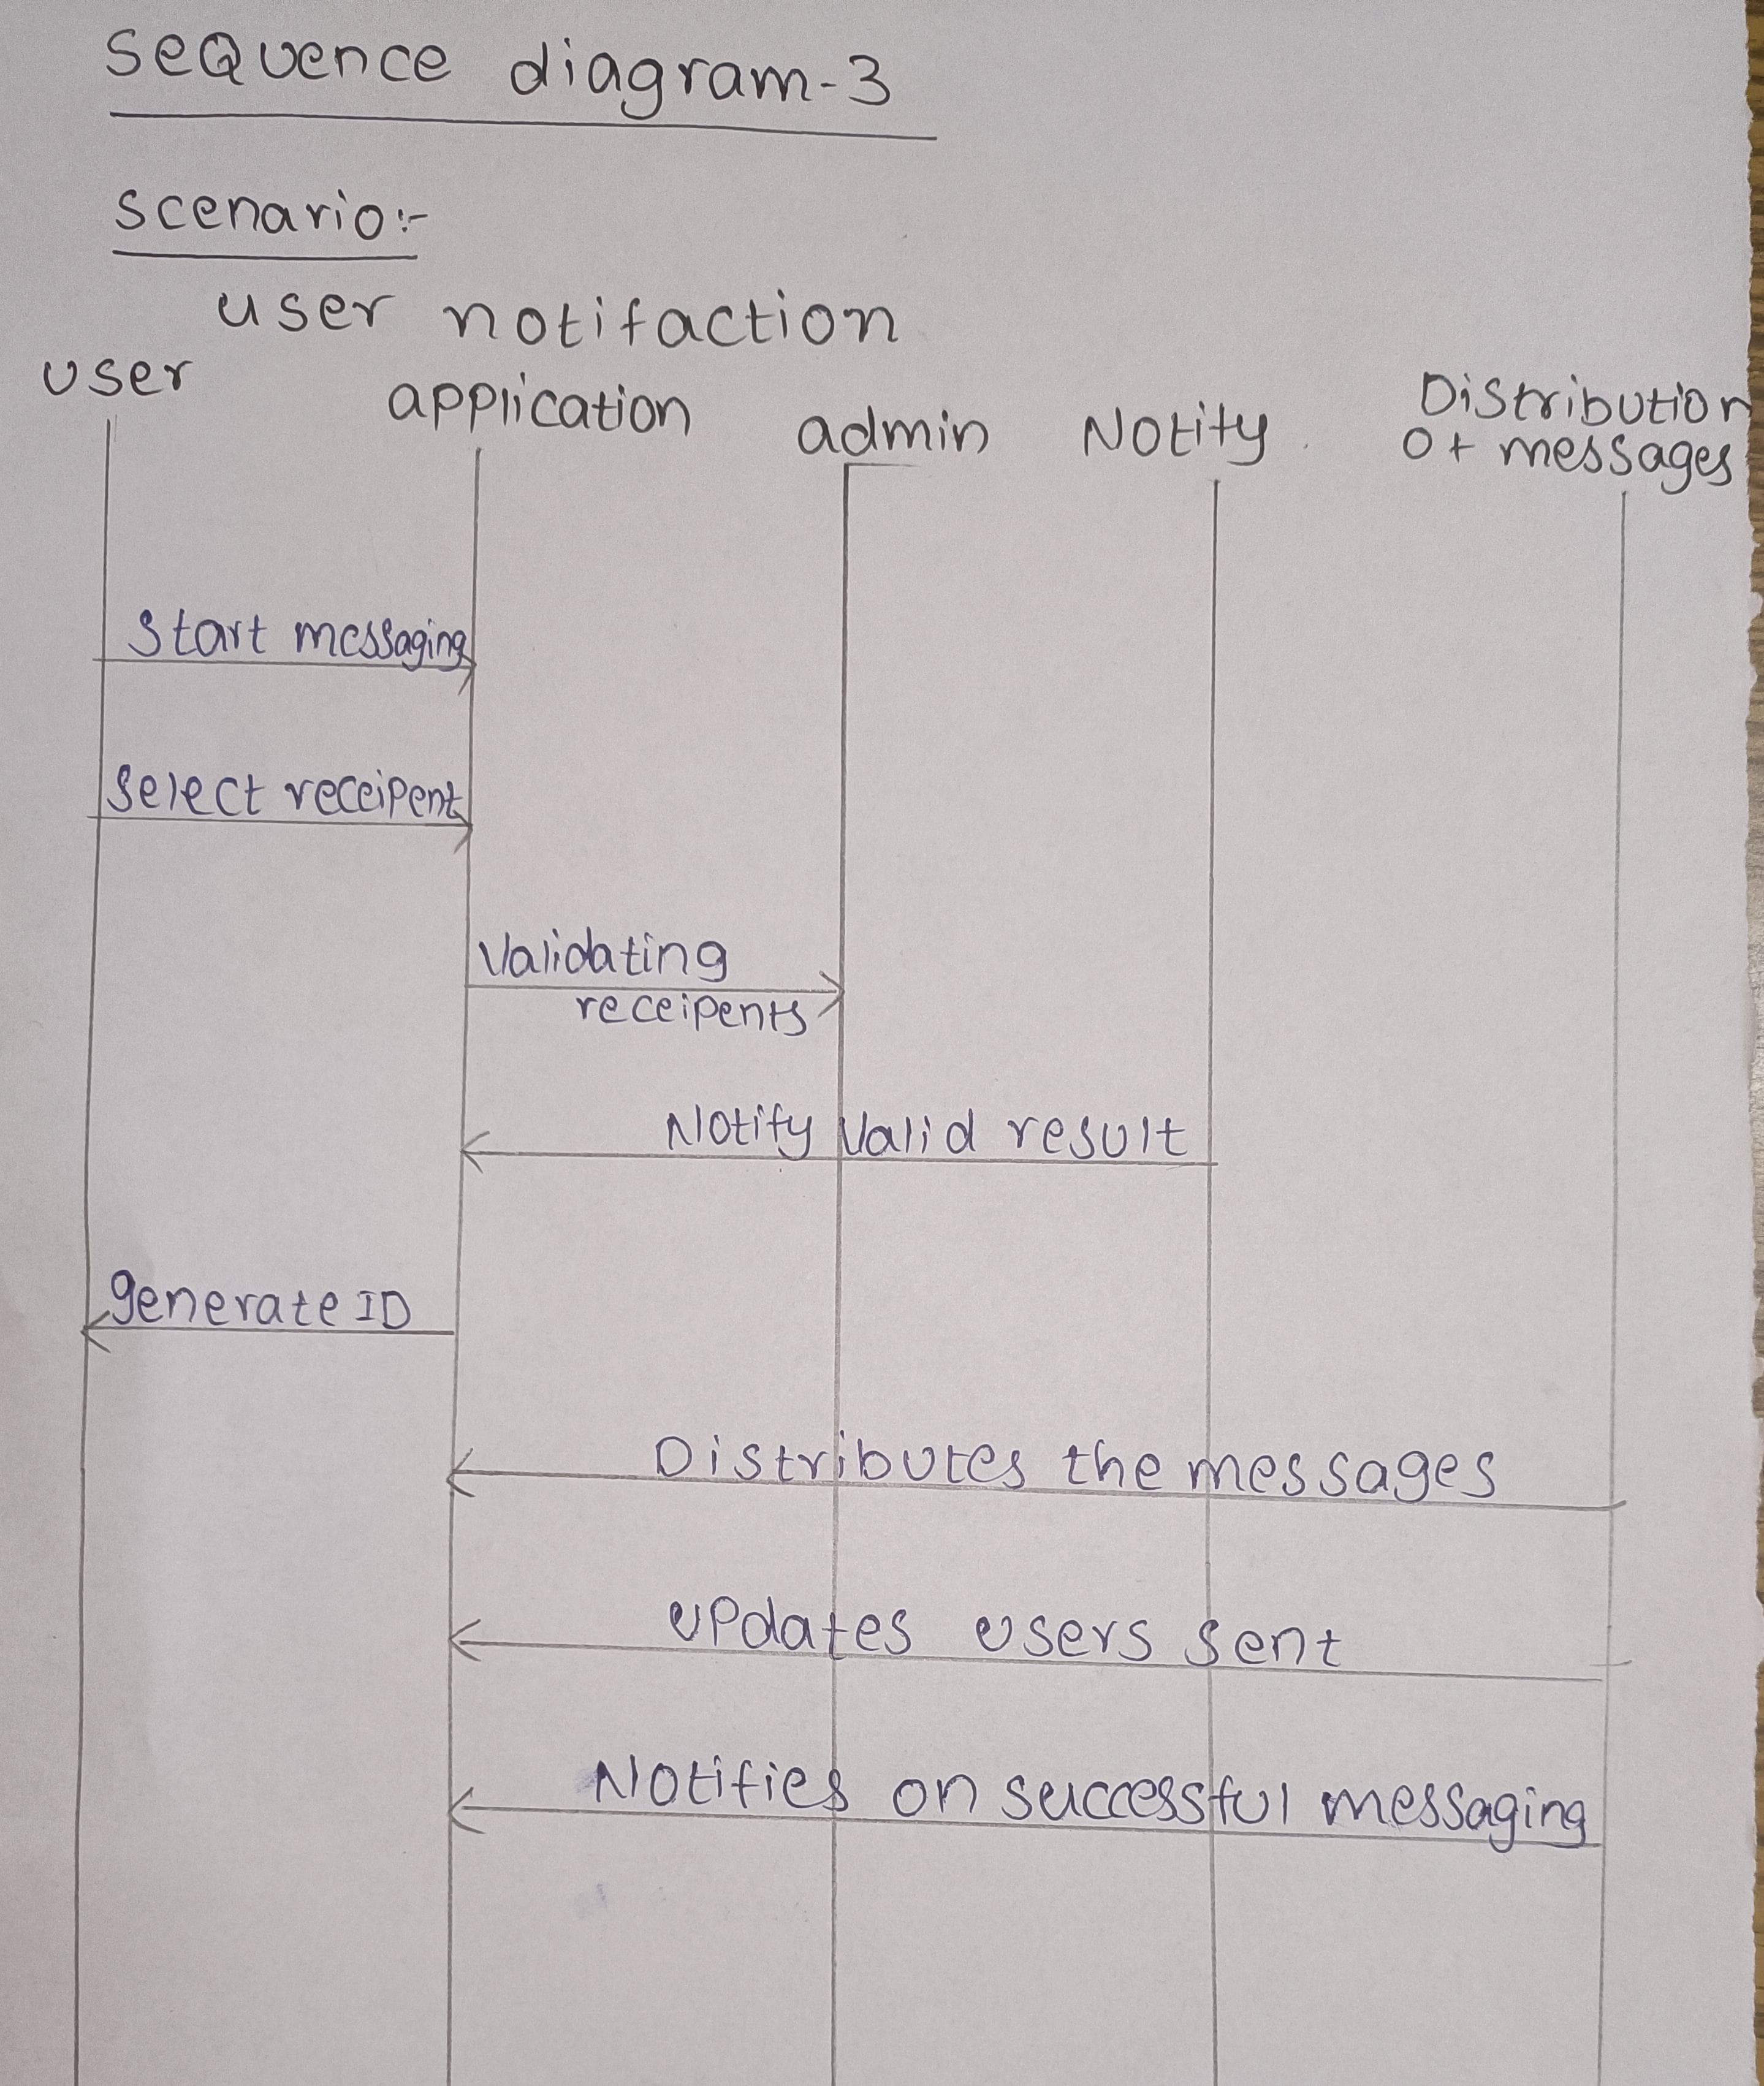 SeQuence diagram-3
scenario:-
user notifaction
user application admin Notify Distribution
of messages
Start messaging
Select receipent
Validating
receipents
Notify Valid result
generate ID
Distributes the messages
updates users sent
Notifies on successful messaging